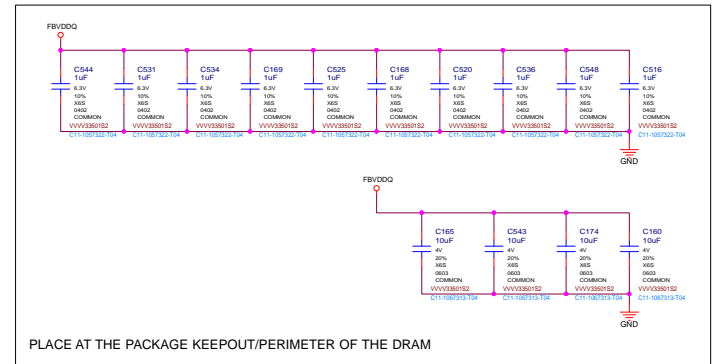 FBVDDQ
C544 C531 C534 C169 C525 C168 C520 C536 C548 C516
1uF 1uF 1uF 1uF 1uF 1uF 1uF 1uF 1uF 1uF
6.3V 6.3V 6.3V 6.3V 6.3V 6.3V 6.3V 6.3V 6.3V 6.3V
10% 10% 10% 10% 10% 10% 10% 10% 10% 10%
X6S X6S X6S X6S X6S X6S X6S X6S X6S X6S
0402 0402 0402 0402 0402 0402 0402 0402 0402 0402
COMMON COMMON COMMON COMMON COMMON COMMON COMMON COMMON COMMON COMMON
VVVV33501S2 VVVV33501S2 VVVV33501S2 VVVV33501S2 VVVV33501S2 VVVV33501S2 VVVV33501S2 VVVV33501S2 VVVV33501S2 VVVV33501S2
C11-1057322-T04 C11-1057322-T04 C11-1057322-T04 C11-1057322-T04 C11-1057322-T04 C11-1057322-T04 C11-1057322-T04 C11-1057322-T04 C11-1057322-T04 C11-1057322-T04
GND
FBVDDQ
C165 C543 C174 C160
10uF 10uF 10uF 10uF
4V 4V 4V 4V
20% 20% 20% 20%
X6S X6S X6S X6S
0603 0603 0603 0603
COMMON COMMON COMMON COMMON
VVVV33501S2 VVVV33501S2 VVVV33501S2 VVVV33501S2
C11-1067313-T04 C11-1067313-T04 C11-1067313-T04 C11-1067313-T04
GND
PLACE AT THE PACKAGE KEEPOUT/PERIMETER OF THE DRAM